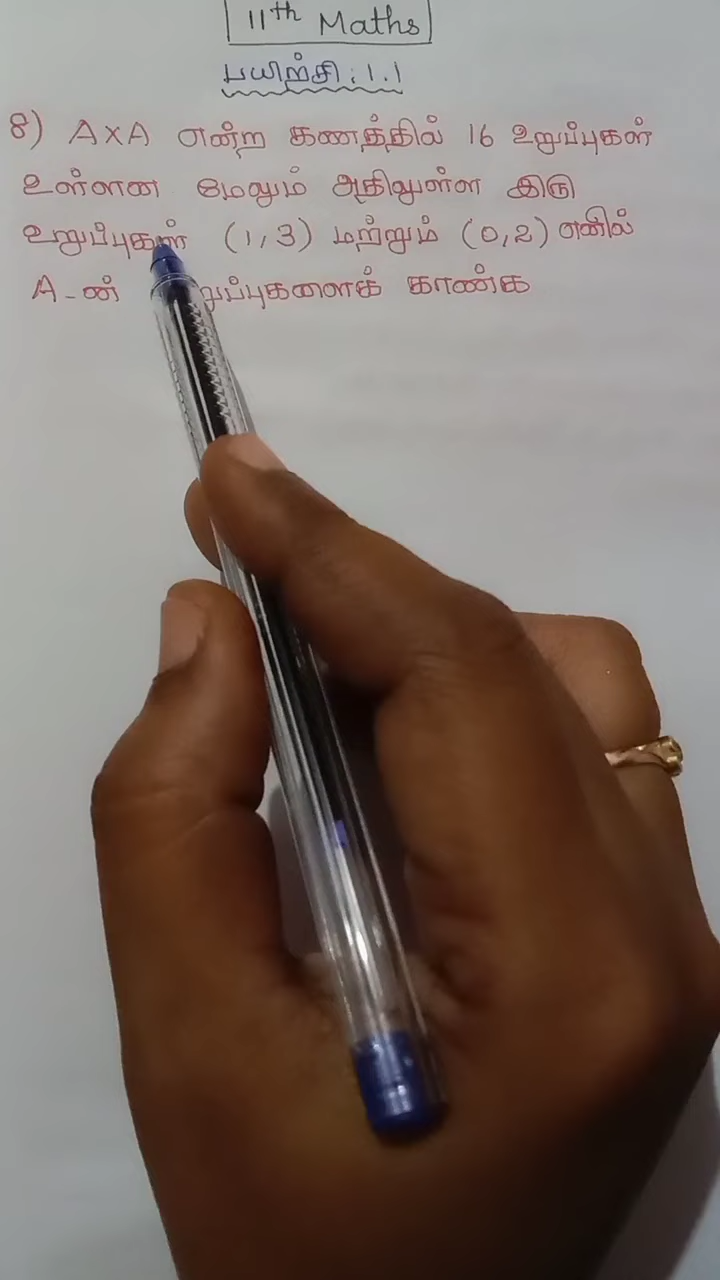 11th Maths
பயிற்சி : 1.1
8) A×A என்ற கணத்தில் 16 உறுப்புகள்
உள்ளன மேலும் அதிலுள்ள இரு
உறுப்புகள் (1,3) மற்றும் (0,2) எனில்
A-ன் காண்க